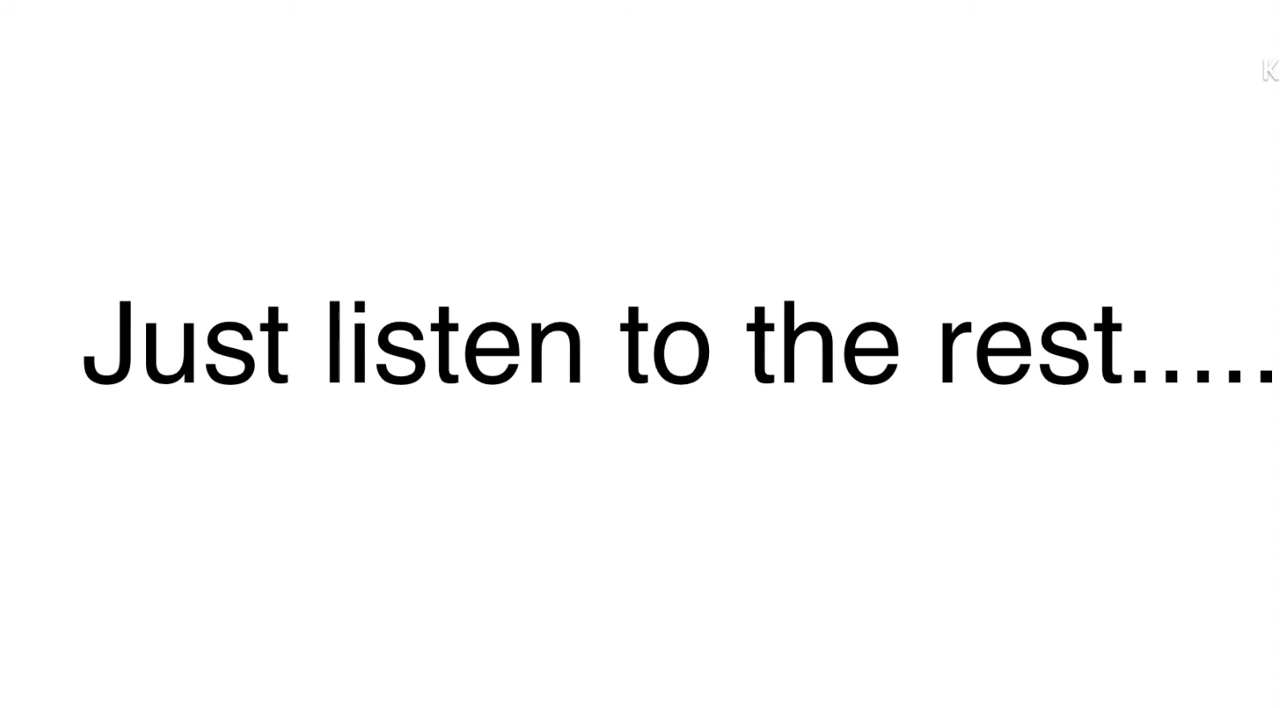 K
Just listen to the rest.....